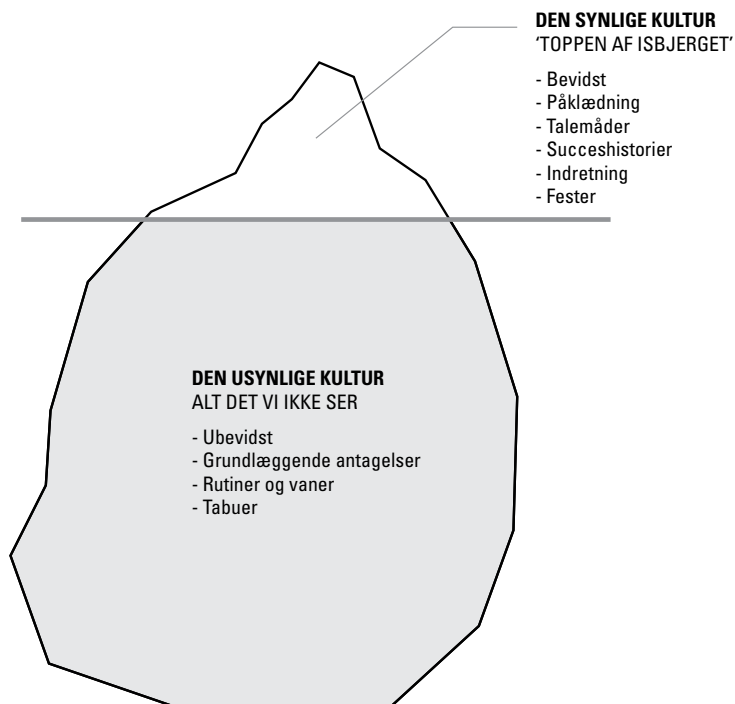 DEN SYNLIGE KULTUR
‘TOPPEN AF ISBJERGET’
- Bevidst
- Påklædning
- Talemåder
- Succeshistorier
- Indretning
- Fester
DEN USYNLIGE KULTUR
ALT DET VI IKKE SER
- Ubevidst
- Grundlæggende antagelser
- Rutiner og vaner
- Tabuer